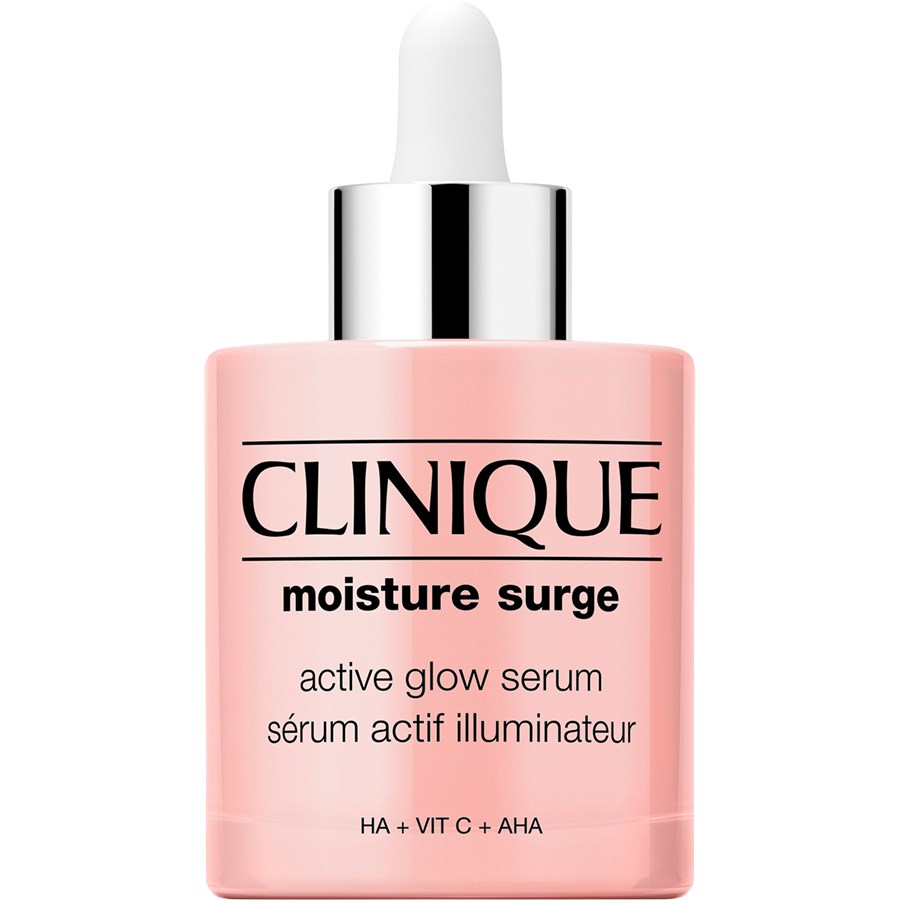 CLINIQUE
moisture surge
active glow serum
sérum actif illuminateur
HA + VIT C + AHA